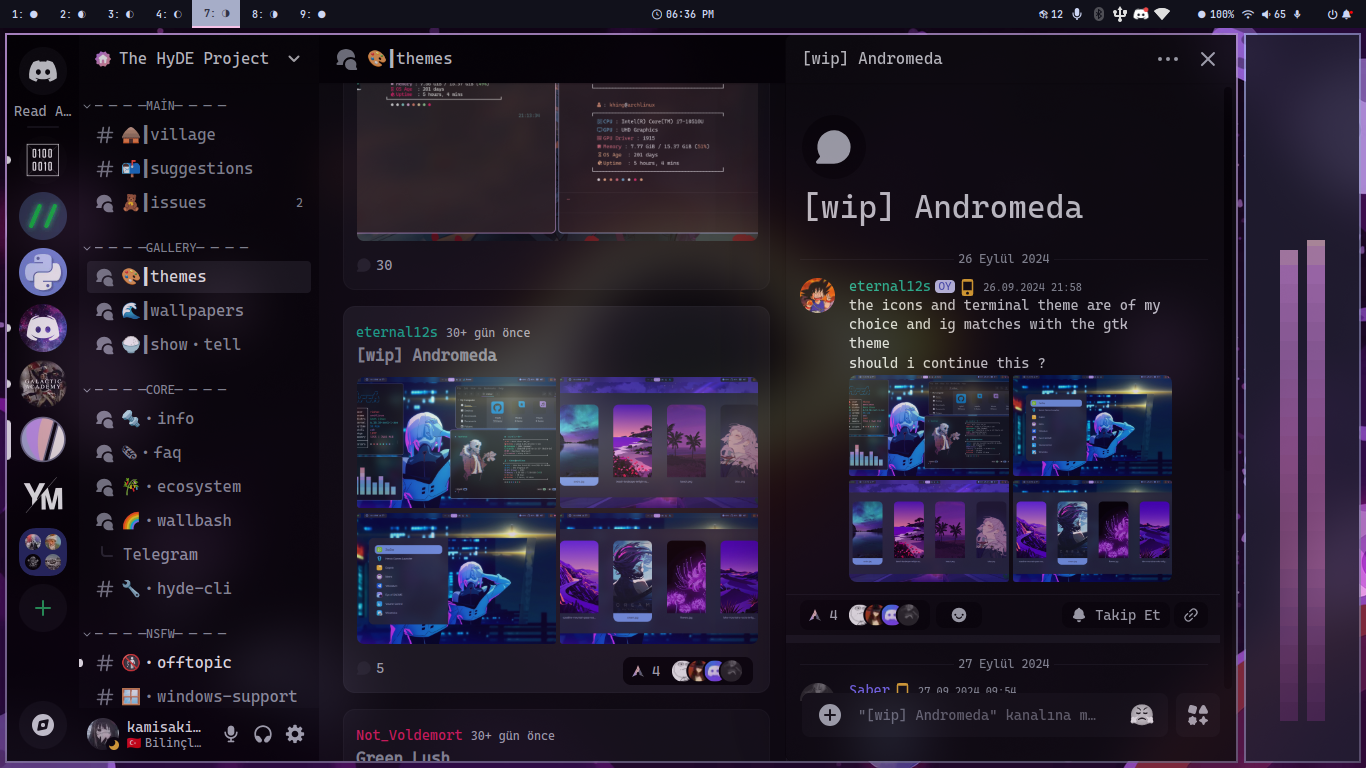 1: 2: 3: 4: 7: 8: 9:
06:36 PM
12 100% 65
Read A...
0100
0010
GALACTIC
ACADEMY
YM
The HyDE Project
MAİN
village
suggestions
issues 2
GALLERY
themes
wallpapers
show • tell
CORE
• info
• faq
• ecosystem
• wallbash
Telegram
• hyde-cli
NSFW
• offtopic
• windows-support
kamisaki…
Bilinçl…
themes
30
eternal12s 30+ gün önce
[wip] Andromeda
5
4
Not_Voldemort 30+ gün önce
Green Lush
[wip] Andromeda
[wip] Andromeda
26 Eylül 2024
eternal12s OY 26.09.2024 21:58
the icons and terminal theme are of my
choice and ig matches with the gtk
theme
should i continue this ?
4
Takip Et
27 Eylül 2024
Saber 27.09.2024 09:54
"[wip] Andromeda" kanalına m…